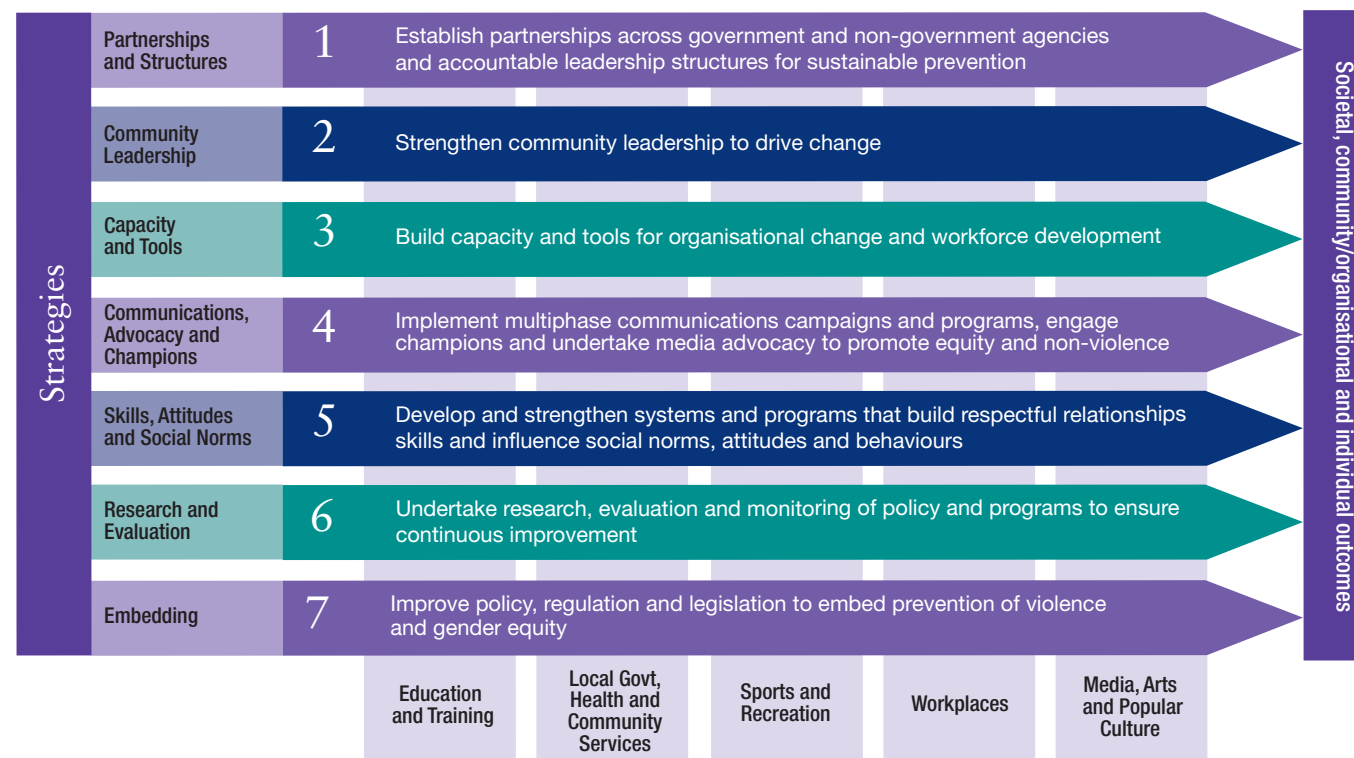 Strategies
Partnerships
and Structures
1
Establish partnerships across government and non-government agencies
and accountable leadership structures for sustainable prevention
Community
Leadership
2
Strengthen community leadership to drive change
Capacity
and Tools
3
Build capacity and tools for organisational change and workforce development
Communications,
Advocacy and
Champions
4
Implement multiphase communications campaigns and programs, engage
champions and undertake media advocacy to promote equity and non-violence
Skills, Attitudes
and Social Norms
5
Develop and strengthen systems and programs that build respectful relationships
skills and influence social norms, attitudes and behaviours
Research and
Evaluation
6
Undertake research, evaluation and monitoring of policy and programs to ensure
continuous improvement
Embedding
7
Improve policy, regulation and legislation to embed prevention of violence
and gender equity
Societal, community/organisational and individual outcomes
Education
and Training
Local Govt,
Health and
Community
Services
Sports and
Recreation
Workplaces
Media, Arts
and Popular
Culture